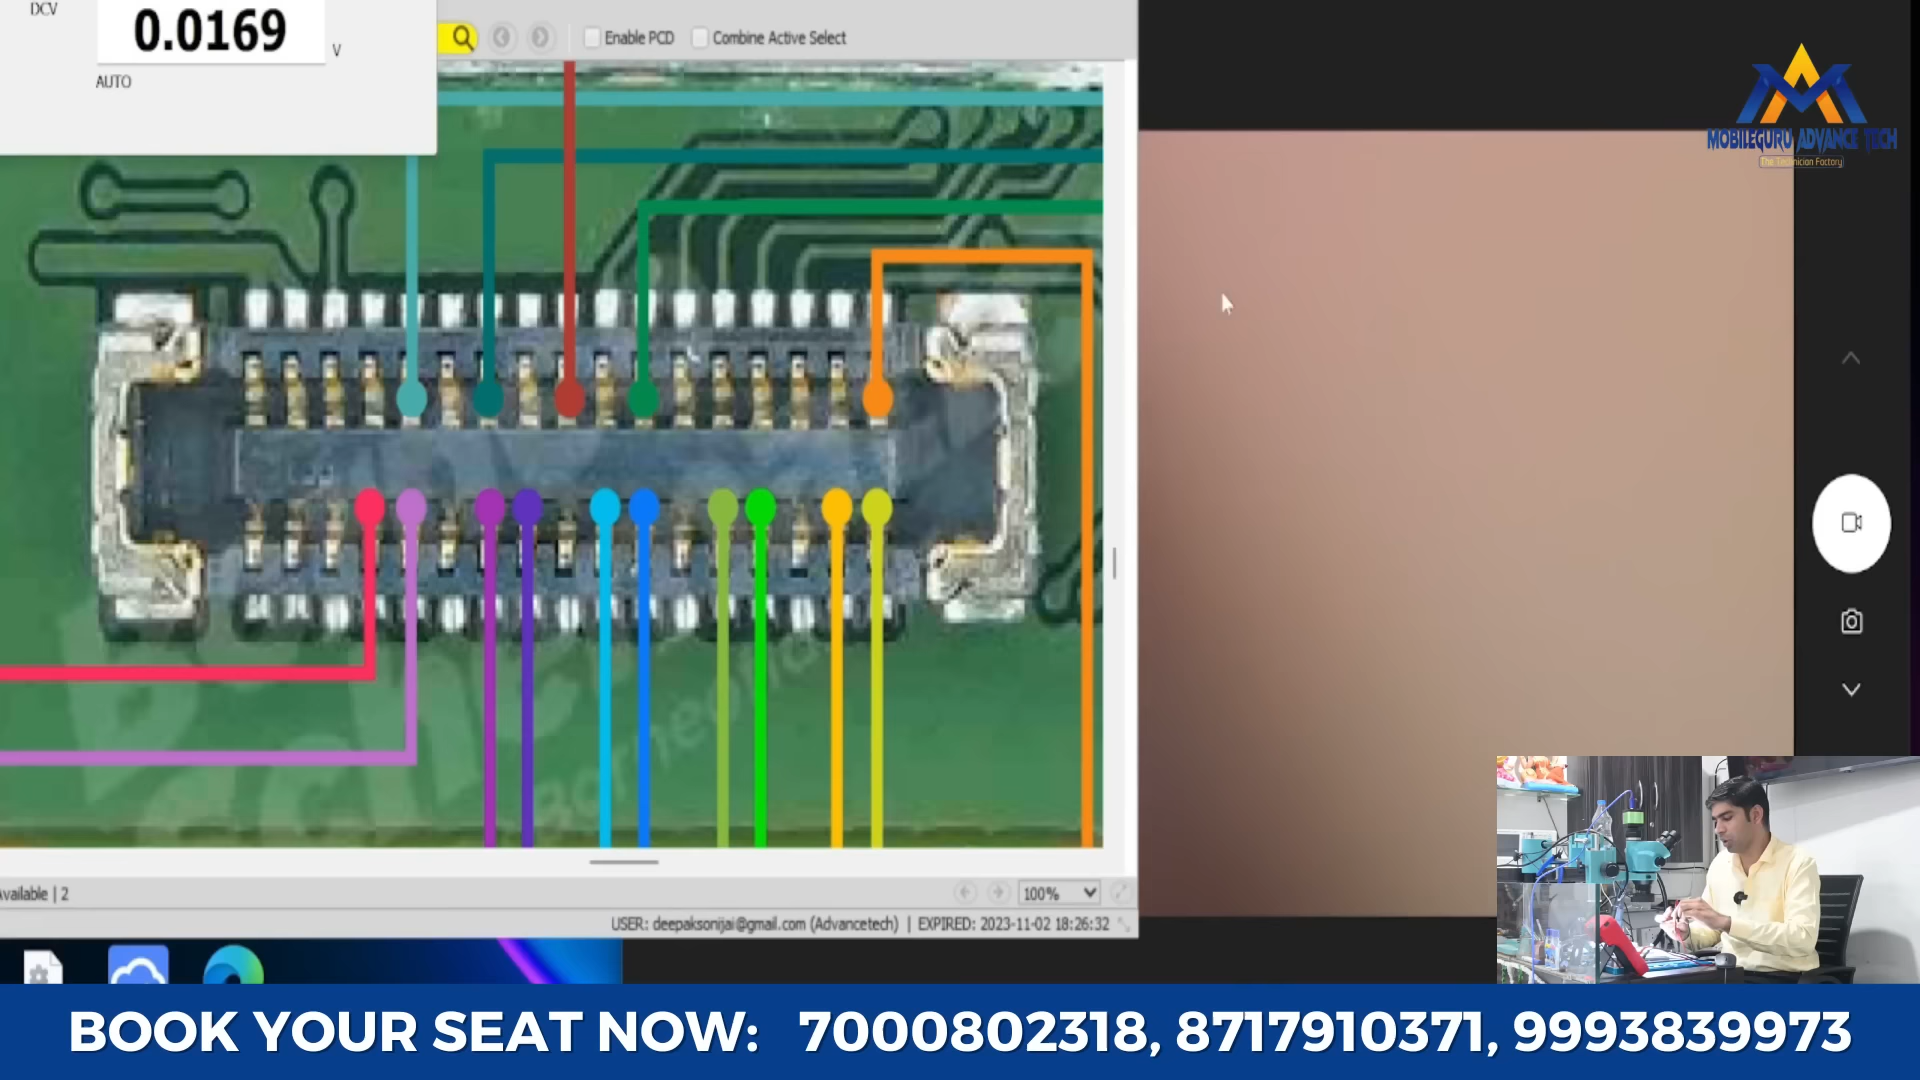 DCV
0.0169
V
AUTO
Enable PCD
Combine Active Select
MOBILEGURU ADVANCE TECH
The Technician Factory
Available | 2
100%
USER: deepaksonijai@gmail.com (Advancetech) | EXPIRED: 2023-11-02 18:26:32
BOOK YOUR SEAT NOW: 7000802318, 8717910371, 9993839973